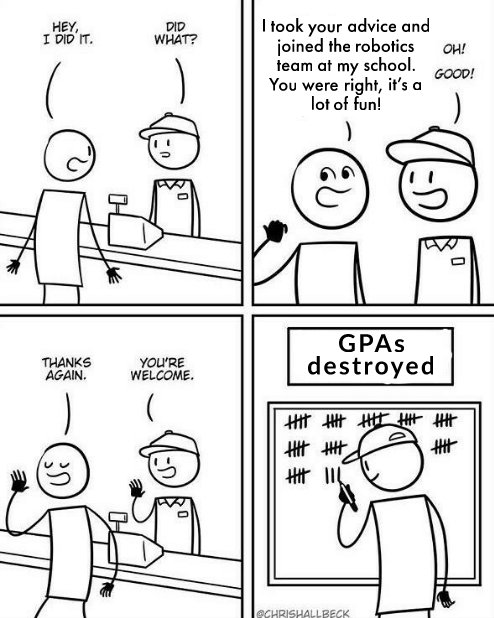 HEY,
I DID IT.
DID
WHAT?
I took your advice and
joined the robotics
team at my school.
You were right, it's a
lot of fun!
OH!
GOOD!
THANKS
AGAIN.
YOU'RE
WELCOME.
GPAs
destroyed
@CHRISHALLBECK